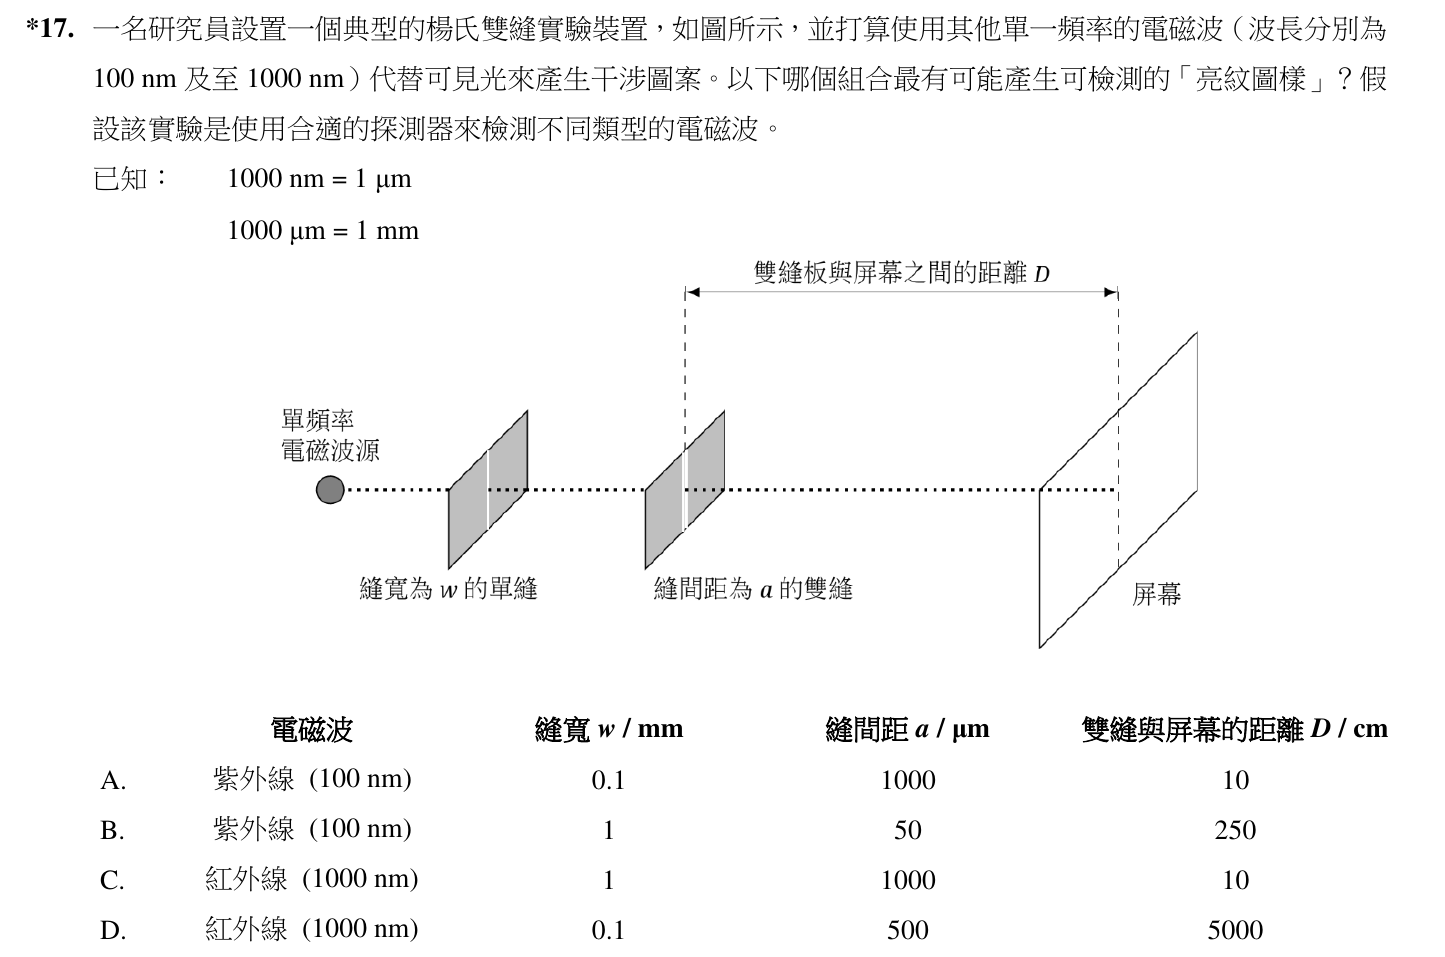 *17. 一名研究員設置一個典型的楊氏雙縫實驗裝置，如圖所示，並打算使用其他單一頻率的電磁波（波長分別為
100 nm 及至 1000 nm）代替可見光來產生干涉圖案。以下哪個組合最有可能產生可檢測的「亮紋圖樣」？假
設該實驗是使用合適的探測器來檢測不同類型的電磁波。
已知： 1000 nm = 1 μm
1000 μm = 1 mm
雙縫板與屏幕之間的距離 D
單頻率
電磁波源
縫寬為 w 的單縫
縫間距為 a 的雙縫
屏幕
電磁波 縫寬 w / mm 縫間距 a / μm 雙縫與屏幕的距離 D / cm
A. 紫外線 (100 nm) 0.1 1000 10
B. 紫外線 (100 nm) 1 50 250
C. 紅外線 (1000 nm) 1 1000 10
D. 紅外線 (1000 nm) 0.1 500 5000